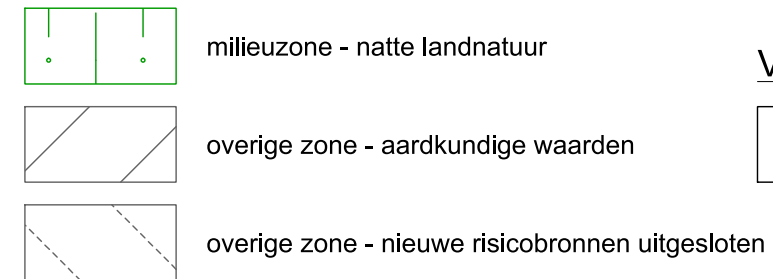 milieuzone - natte landnatuur
overige zone - aardkundige waarden
overige zone - nieuwe risicobronnen uitgesloten